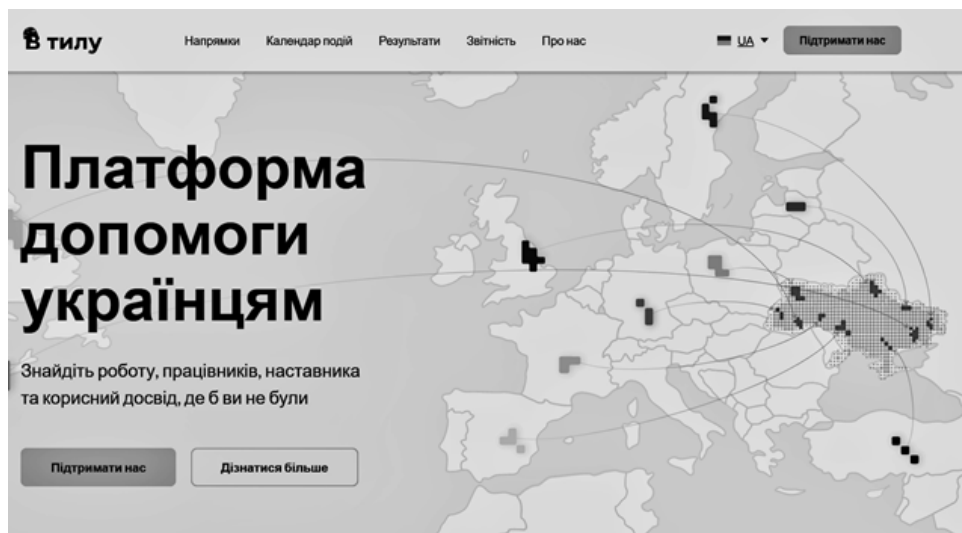 В тилу
Напрямки Календар подій Результати Звітність Про нас
UA
Підтримати нас
Платформа
допомоги
українцям
Знайдіть роботу, працівників, наставника
та корисний досвід, де б ви не були
Підтримати нас
Дізнатися більше